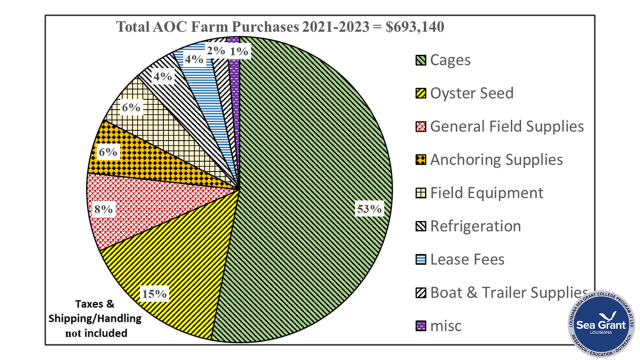 Total AOC Farm Purchases 2021-2023 = $693,140
4%
4%
2%
1%
6%
6%
8%
15%
53%
Taxes &
Shipping/Handling
not included
Cages
Oyster Seed
General Field Supplies
Anchoring Supplies
Field Equipment
Refrigeration
Lease Fees
Boat & Trailer Supplies
misc
Sea Grant
LOUISIANA